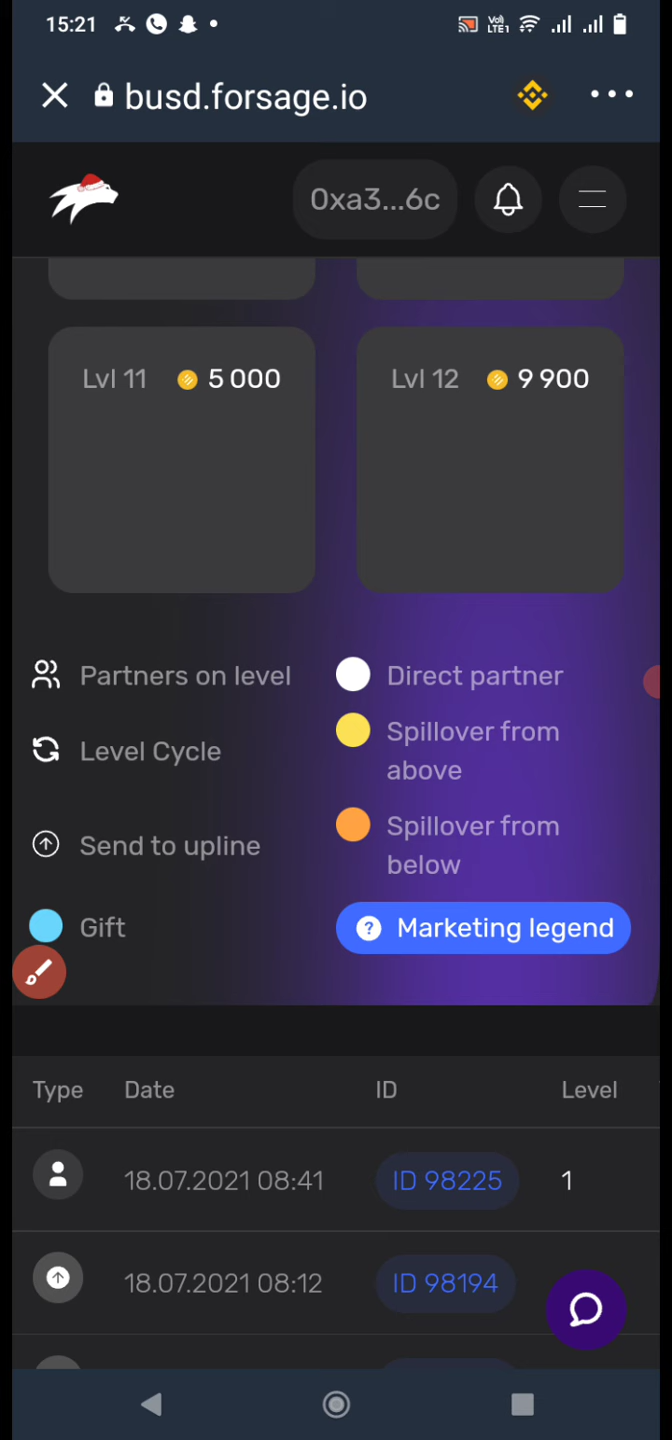 15:21
Vo) LTE1
busd.forsage.io
0xa3...6c
Lvl 11 5 000
Lvl 12 9 900
Partners on level
Direct partner
Level Cycle
Spillover from
above
Send to upline
Spillover from
below
Gift
? Marketing legend
Type Date ID Level
18.07.2021 08:41 ID 98225 1
18.07.2021 08:12 ID 98194